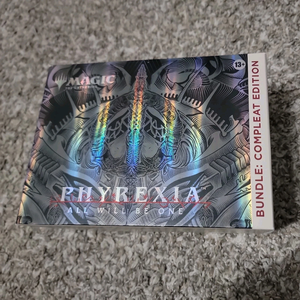 MAGIC
PHYREXIA
ALL WILL BE ONE
13+
BUNDLE: COMPLEAT EDITION